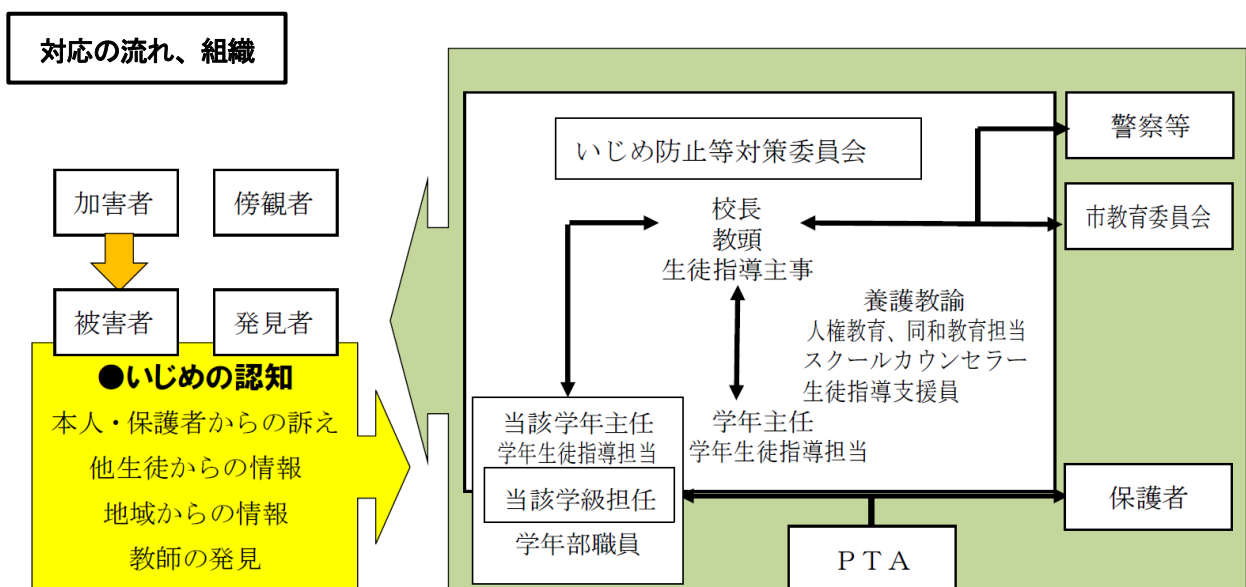 対応の流れ、組織
加害者
傍観者
被害者
発見者
●いじめの認知
本人・保護者からの訴え
他生徒からの情報
地域からの情報
教師の発見
いじめ防止等対策委員会
校長
教頭
生徒指導主事
養護教諭
人権教育、同和教育担当
スクールカウンセラー
生徒指導支援員
当該学年主任
学年生徒指導担当
学年主任
学年生徒指導担当
当該学級担任
学年部職員
警察等
市教育委員会
保護者
ＰＴＡ